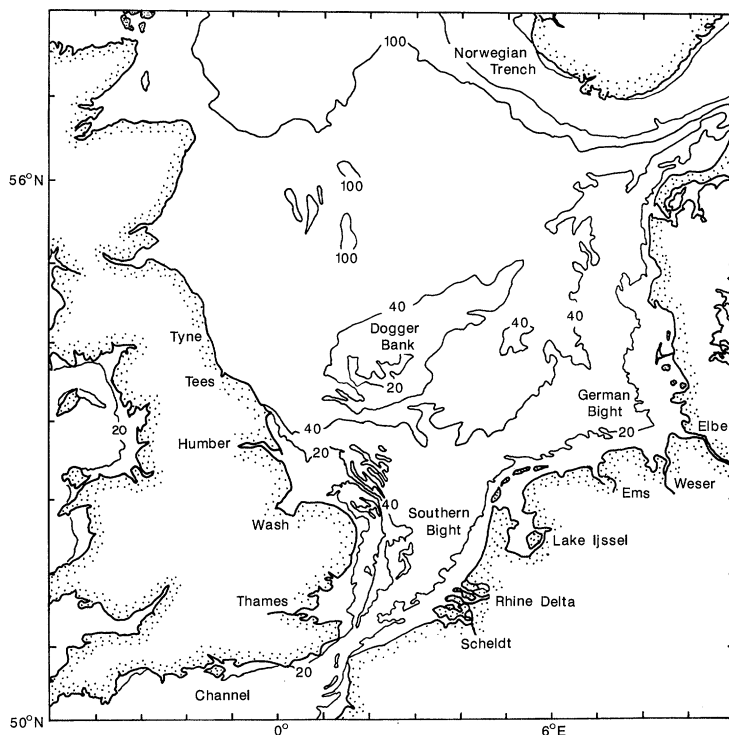 100
Norwegian
Trench
56°N
100
100
40
Dogger
Bank
40
40
20
Tyne
Tees
German
Bight
20
Humber
40
20
20
Elbe
Weser
Ems
40
Southern
Bight
Wash
Lake Ijssel
Thames
Rhine Delta
Scheldt
20
Channel
50°N
0°
6°E